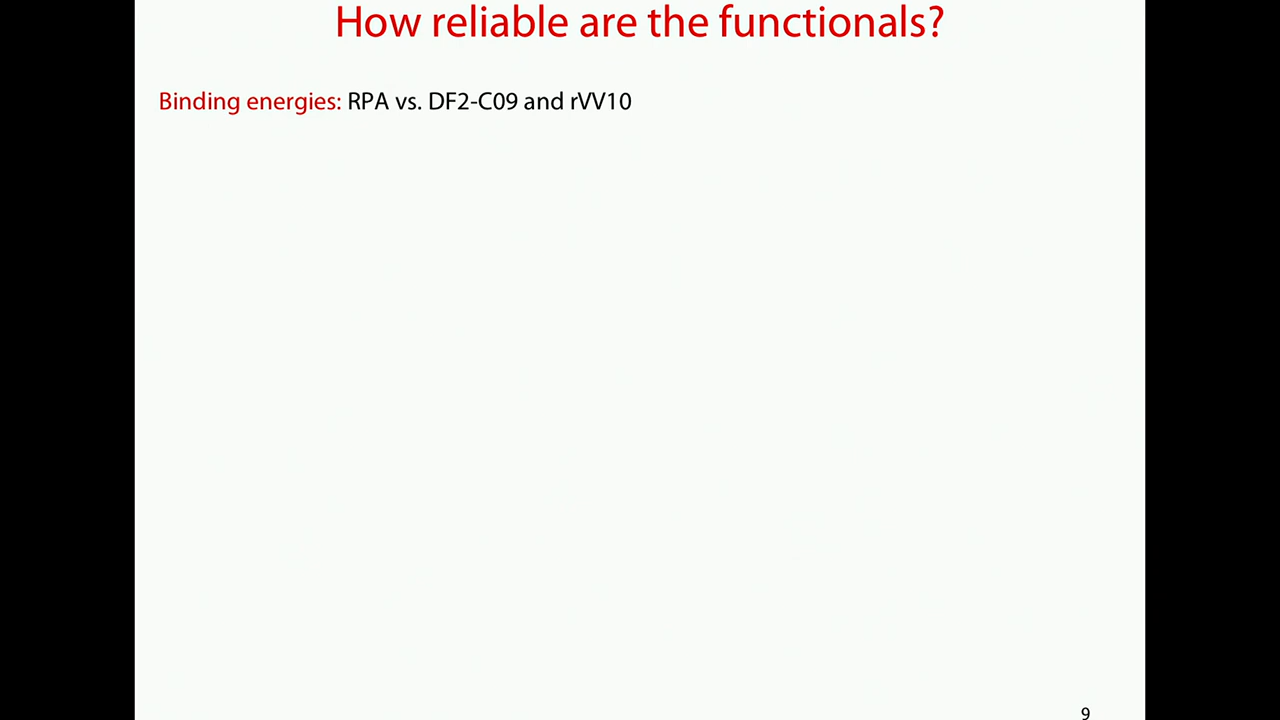 How reliable are the functionals?
Binding energies: RPA vs. DF2-C09 and rVV10
9